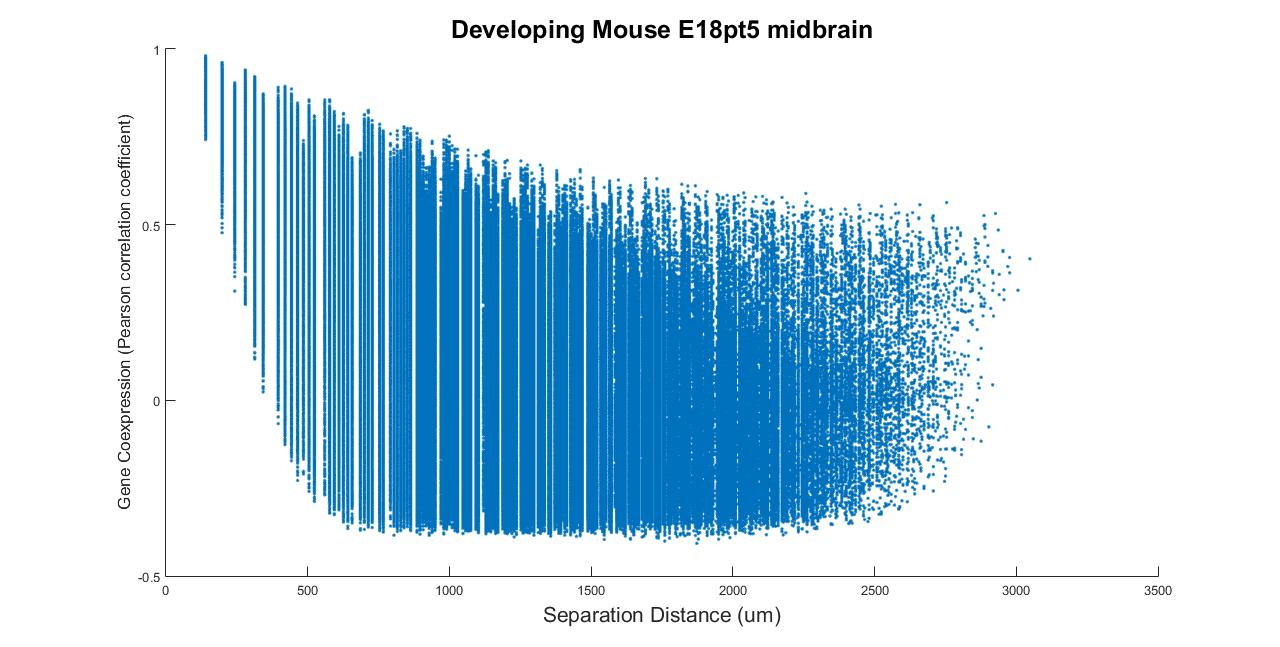 Developing Mouse E18pt5 midbrain
Gene Coexpression (Pearson correlation coefficient)
1
0.5
0
-0.5
0 500 1000 1500 2000 2500 3000 3500
Separation Distance (um)